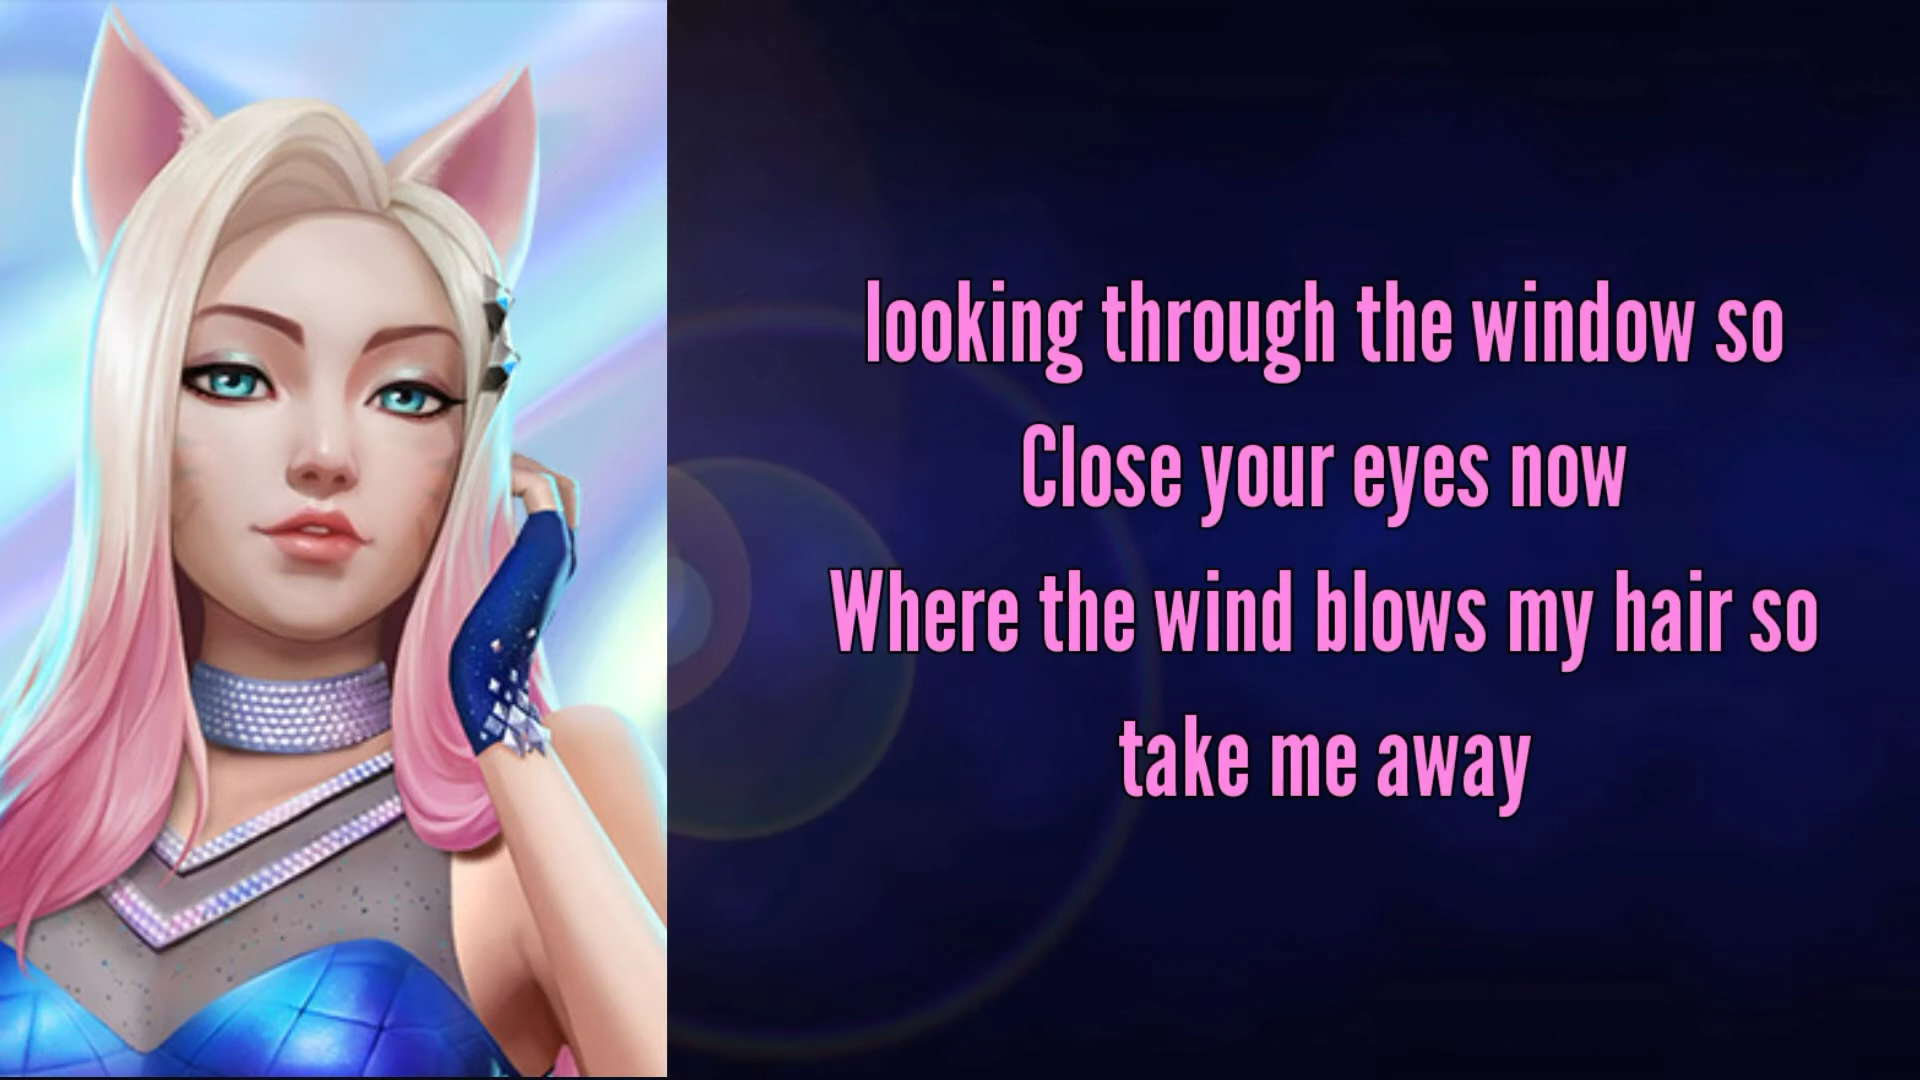 looking through the window so
Close your eyes now
Where the wind blows my hair so
take me away